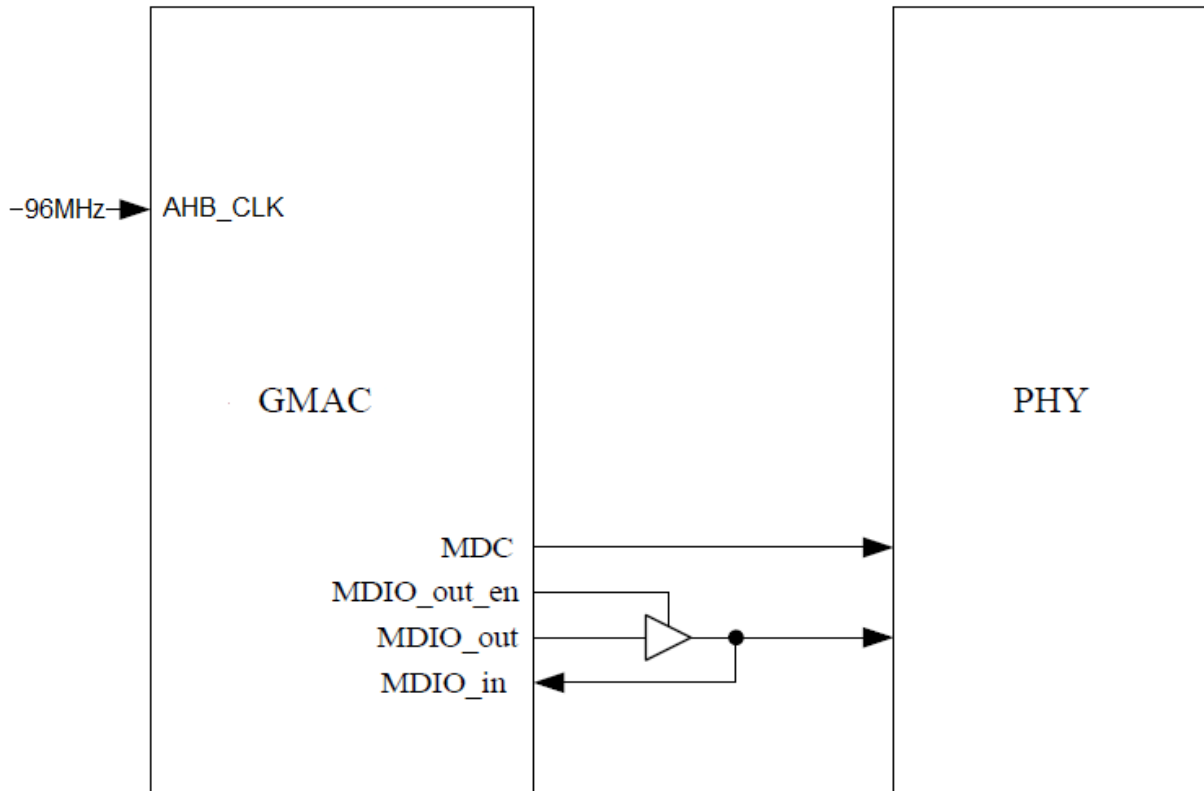 ~96MHz
AHB_CLK
GMAC
PHY
MDC
MDIO_out_en
MDIO_out
MDIO_in